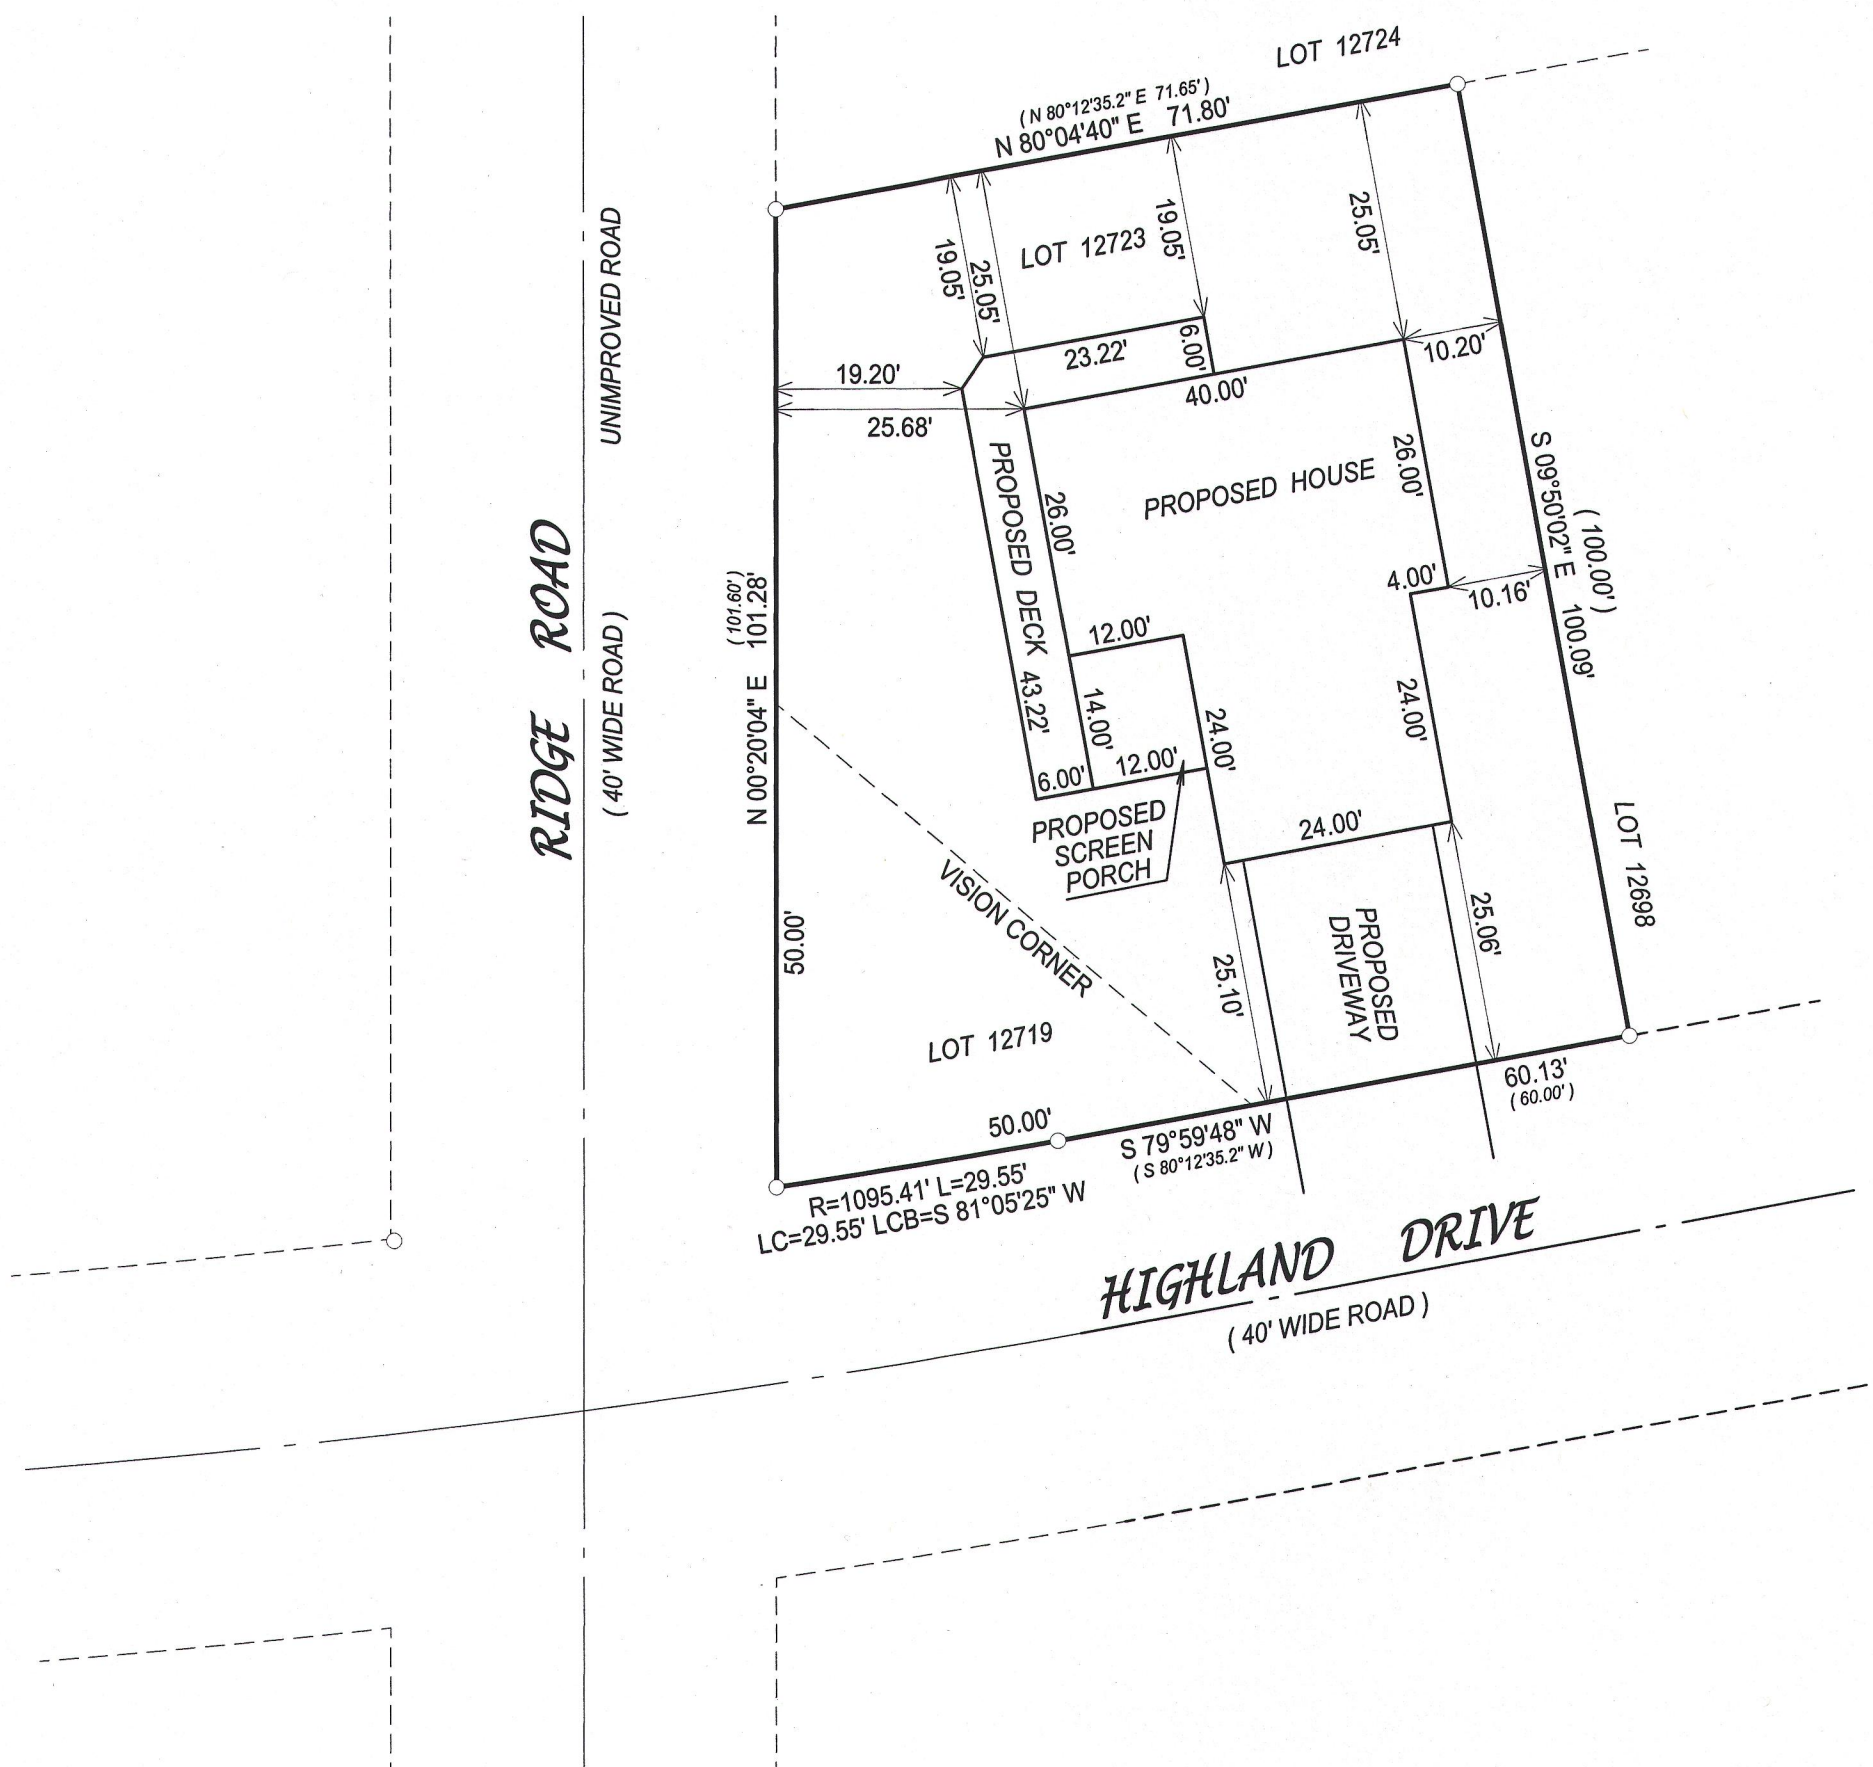 LOT 12724
( N 80°12'35.2" E 71.65' )
N 80°04'40" E 71.80'
UNIMPROVED ROAD
RIDGE ROAD
( 40' WIDE ROAD )
( 101.60' )
N 00°20'04" E 101.28'
50.00'
19.05'
25.05'
LOT 12723
19.05'
25.05'
19.20'
25.68'
23.22'
6.00'
40.00'
10.20'
PROPOSED HOUSE
26.00'
26.00'
PROPOSED DECK 43.22'
S 09°50'02" E 100.09'
( 100.00' )
4.00'
10.16'
12.00'
14.00'
24.00'
24.00'
6.00'
12.00'
PROPOSED
SCREEN
PORCH
24.00'
LOT 12698
VISION CORNER
25.10'
PROPOSED
DRIVEWAY
25.06'
LOT 12719
50.00'
S 79°59'48" W
( S 80°12'35.2" W )
60.13'
( 60.00' )
R=1095.41' L=29.55'
LC=29.55' LCB=S 81°05'25" W
HIGHLAND DRIVE
( 40' WIDE ROAD )